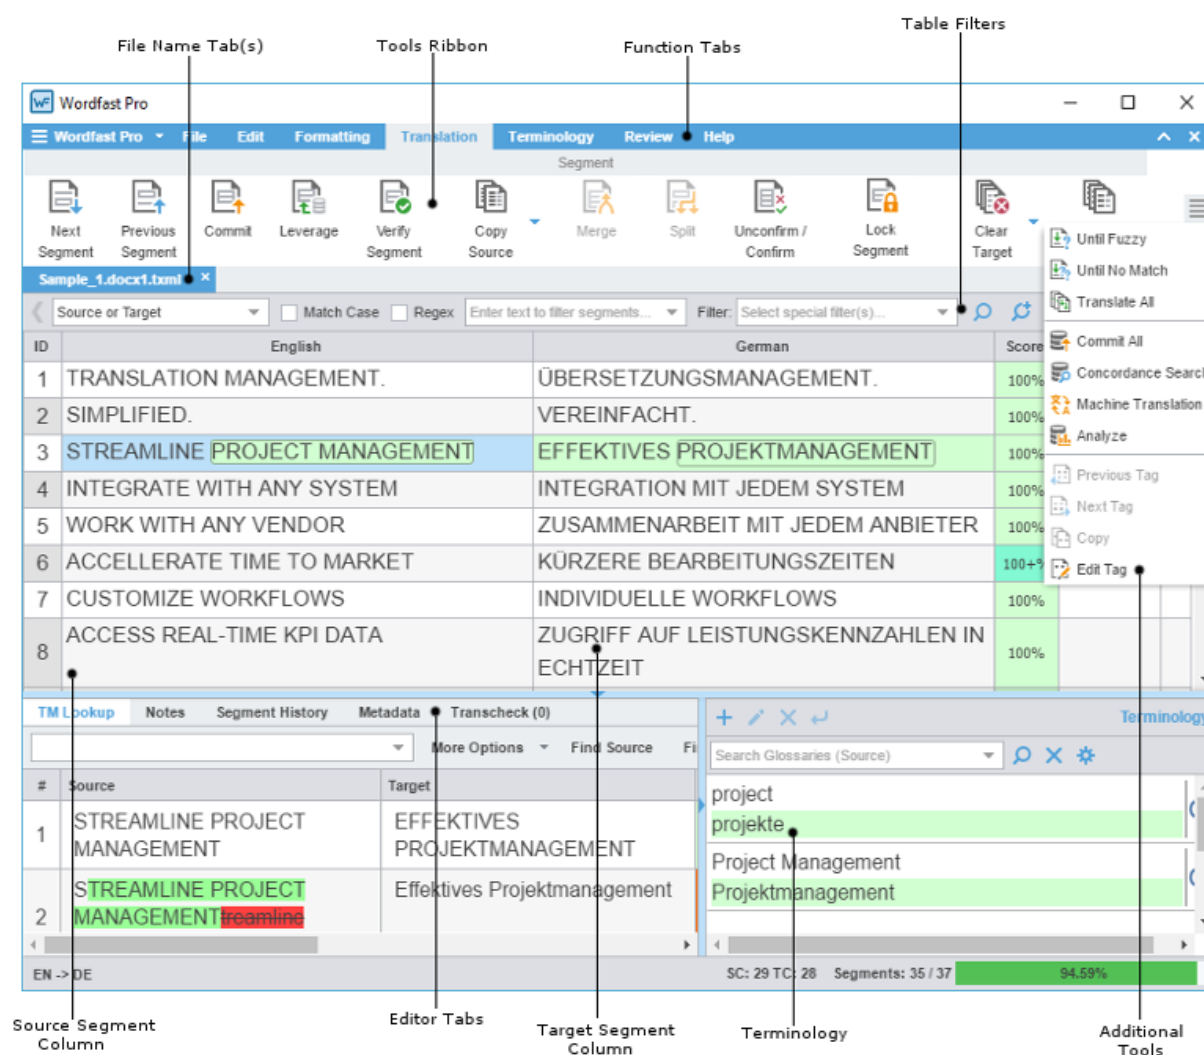 Table Filters
File Name Tab(s)
Tools Ribbon
Function Tabs
WF Wordfast Pro
Wordfast Pro File Edit Formatting Translation Terminology Review Help
Segment
Next Segment
Previous Segment
Commit
Leverage
Verify Segment
Copy Source
Merge
Split
Unconfirm / Confirm
Lock Segment
Clear Target
Until Fuzzy
Until No Match
Translate All
Commit All
Concordance Search
Machine Translation
Analyze
Previous Tag
Next Tag
Copy
Edit Tag
Sample_1.docx1.txml
Source or Target Match Case Regex Enter text to filter segments... Filter: Select special filter(s)...
ID English German Score
1 TRANSLATION MANAGEMENT. ÜBERSETZUNGSMANAGEMENT. 100%
2 SIMPLIFIED. VEREINFACHT. 100%
3 STREAMLINE PROJECT MANAGEMENT EFFEKTIVES PROJEKTMANAGEMENT 100%
4 INTEGRATE WITH ANY SYSTEM INTEGRATION MIT JEDEM SYSTEM 100%
5 WORK WITH ANY VENDOR ZUSAMMENARBEIT MIT JEDEM ANBIETER 100%
6 ACCELLERATE TIME TO MARKET KÜRZERE BEARBEITUNGSZEITEN 100+%
7 CUSTOMIZE WORKFLOWS INDIVIDUELLE WORKFLOWS 100%
8 ACCESS REAL-TIME KPI DATA ZUGRIFF AUF LEISTUNGSKENNZAHLEN IN
ECHTZEIT 100%
TM Lookup Notes Segment History Metadata Transcheck (0)
More Options Find Source Fi
# Source Target
1 STREAMLINE PROJECT
MANAGEMENT
EFFEKTIVES
PROJEKTMANAGEMENT
2 STREAMLINE PROJECT
MANAGEMENTtreamline
Effektives Projektmanagement
Terminology
Search Glossaries (Source)
project
projekte
Project Management
Projektmanagement
EN -> DE SC: 29 TC: 28 Segments: 35 / 37 94.59%
Source Segment
Column
Editor Tabs
Target Segment
Column
Terminology
Additional
Tools